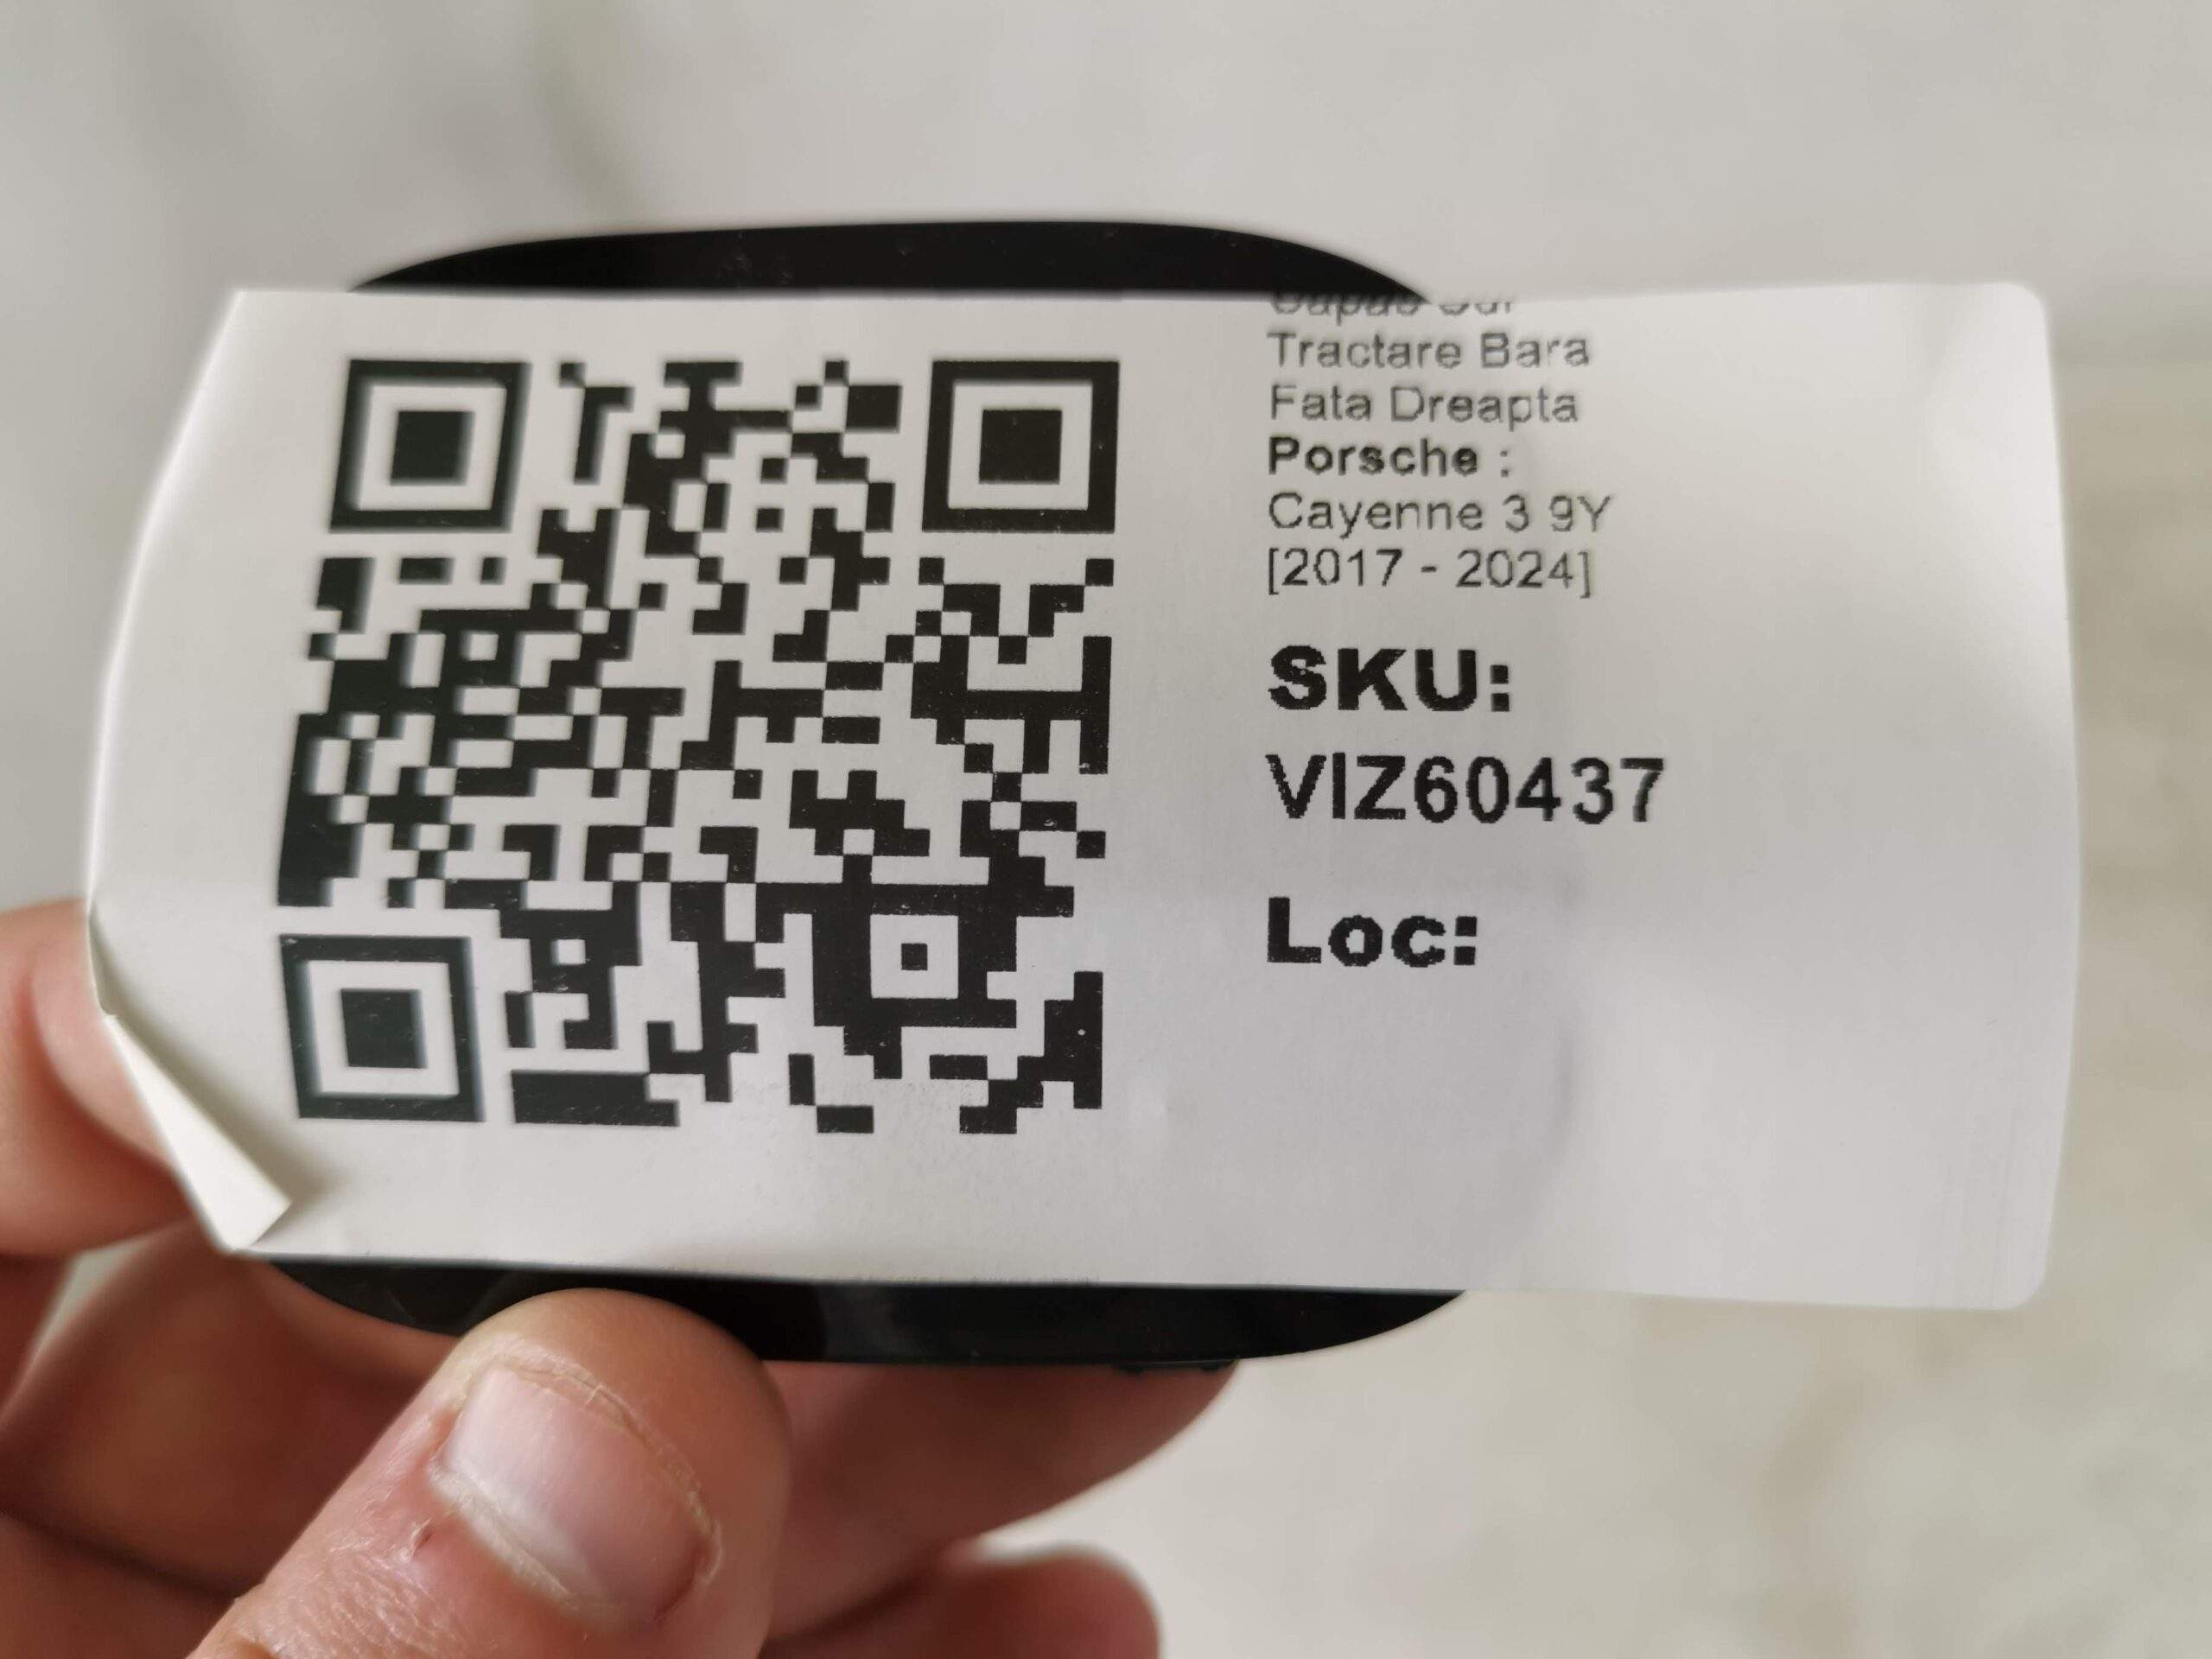 Tractare Bara
Fata Dreapta
Porsche :
Cayenne 3 9Y
[2017 - 2024]
SKU:
VIZ60437
Loc: